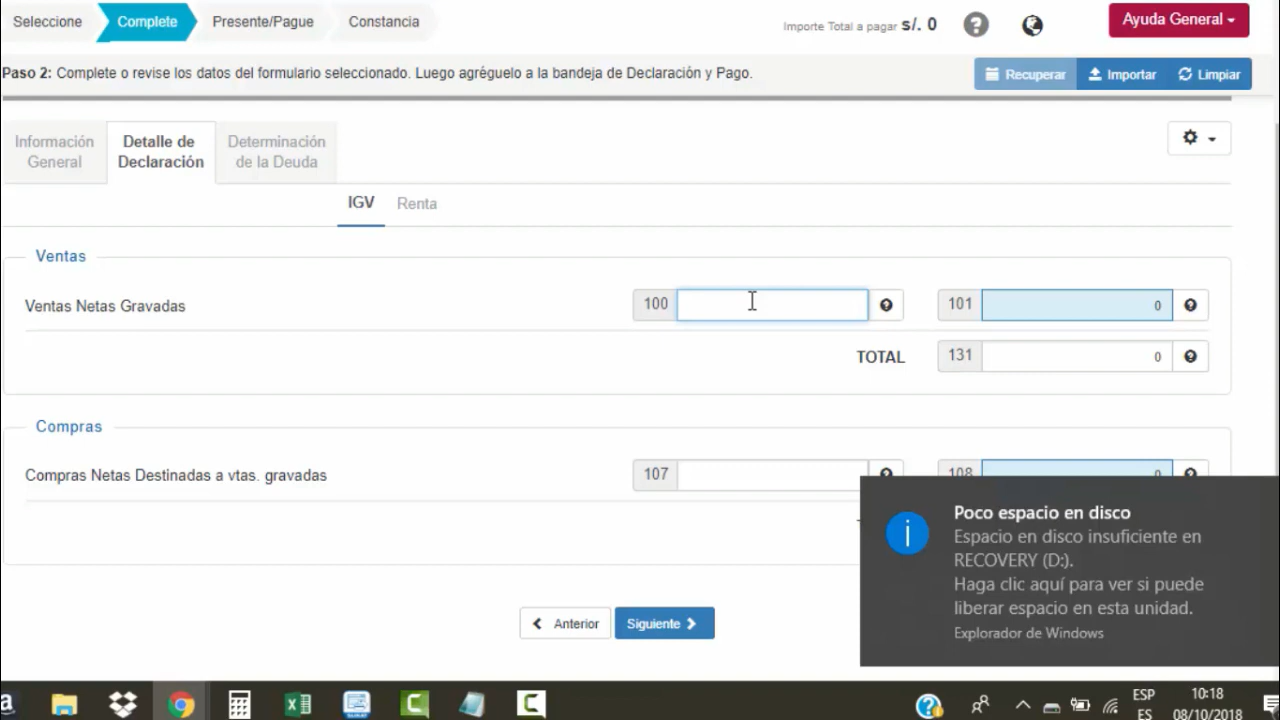 Seleccione
Complete
Presente/Pague
Constancia
Importe Total a pagar s/. 0
Ayuda General
Paso 2: Complete o revise los datos del formulario seleccionado. Luego agréguelo a la bandeja de Declaración y Pago.
Recuperar
Importar
Limpiar
Información
General
Detalle de
Declaración
Determinación
de la Deuda
IGV
Renta
Ventas
Ventas Netas Gravadas
100
101
0
TOTAL
131
0
Compras
Compras Netas Destinadas a vtas. gravadas
107
108
0
Poco espacio en disco
Espacio en disco insuficiente en
RECOVERY (D:).
Haga clic aquí para ver si puede
liberar espacio en esta unidad.
Explorador de Windows
Anterior
Siguiente
ESP
ES
10:18
08/10/2018